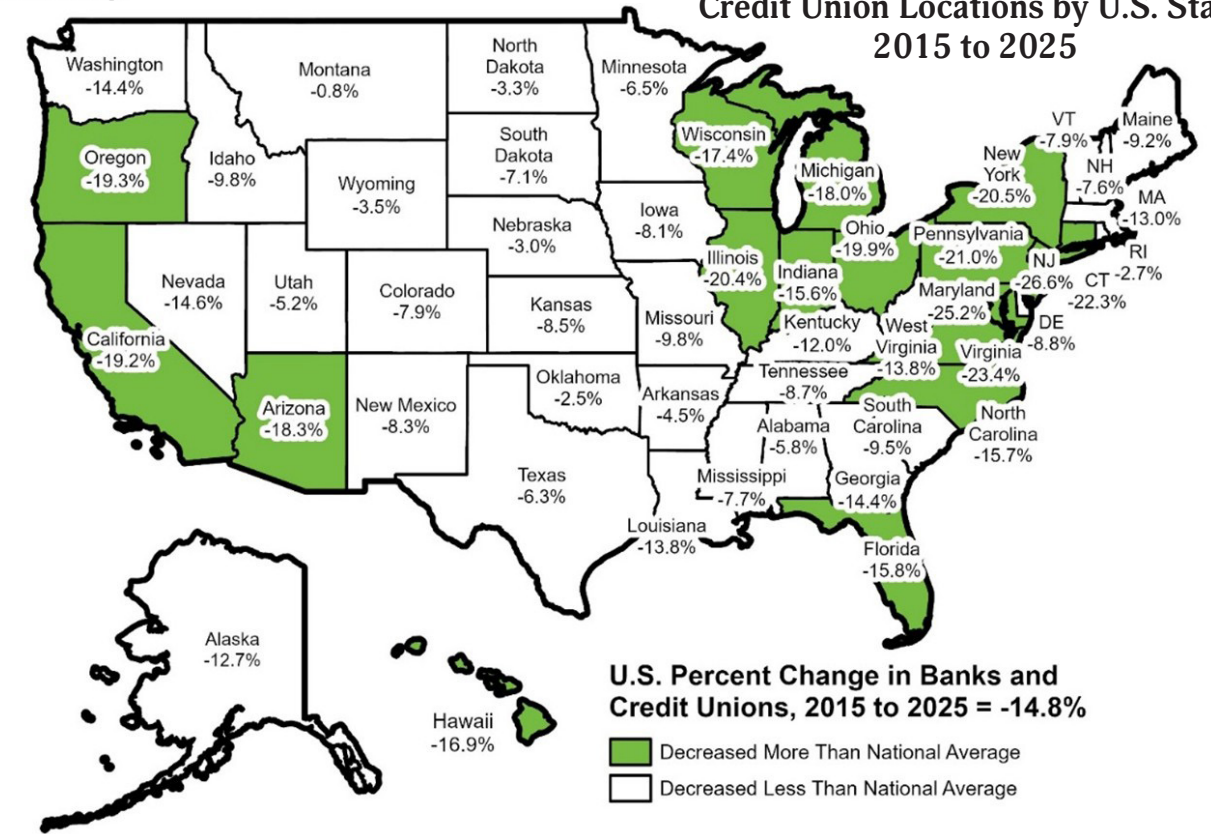 Credit Union Locations by U.S. Sta
2015 to 2025
Washington
-14.4%
Montana
-0.8%
North
Dakota
-3.3%
Minnesota
-6.5%
Wisconsin
-17.4%
Michigan
-18.0%
New
York
-20.5%
VT
-7.9%
Maine
-9.2%
NH
-7.6%
MA
-13.0%
RI
-2.7%
CT
-22.3%
Oregon
-19.3%
Idaho
-9.8%
Wyoming
-3.5%
South
Dakota
-7.1%
Nebraska
-3.0%
Iowa
-8.1%
Illinois
-20.4%
Indiana
-15.6%
Ohio
-19.9%
Pennsylvania
-21.0%
NJ
-26.6%
Maryland
-25.2%
DE
-8.8%
Nevada
-14.6%
Utah
-5.2%
Colorado
-7.9%
Kansas
-8.5%
Missouri
-9.8%
Kentucky
-12.0%
West
Virginia
-13.8%
Virginia
-23.4%
California
-19.2%
Arizona
-18.3%
New Mexico
-8.3%
Oklahoma
-2.5%
Arkansas
-4.5%
Tennessee
-8.7%
North
Carolina
-15.7%
South
Carolina
-9.5%
Texas
-6.3%
Louisiana
-13.8%
Mississippi
-7.7%
Alabama
-5.8%
Georgia
-14.4%
Florida
-15.8%
Alaska
-12.7%
Hawaii
-16.9%
U.S. Percent Change in Banks and
Credit Unions, 2015 to 2025 = -14.8%
Decreased More Than National Average
Decreased Less Than National Average